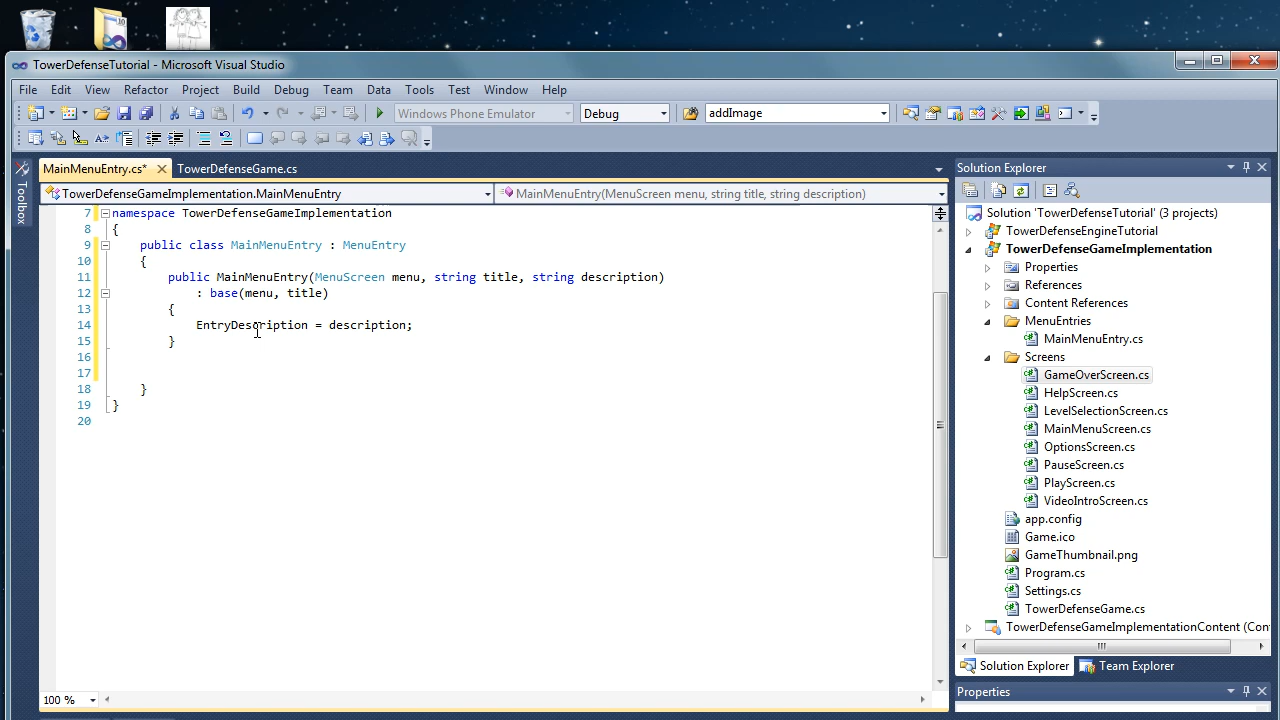 10
TowerDefenseTutorial - Microsoft Visual Studio
File Edit View Refactor Project Build Debug Team Data Tools Test Window Help
Windows Phone Emulator Debug addImage
MainMenuEntry.cs* TowerDefenseGame.cs
Toolbox
TowerDefenseGameImplementation.MainMenuEntry MainMenuEntry(MenuScreen menu, string title, string description)
7 namespace TowerDefenseGameImplementation
8 {
9 public class MainMenuEntry : MenuEntry
10 {
11 public MainMenuEntry(MenuScreen menu, string title, string description)
12 : base(menu, title)
13 {
14 EntryDescription = description;
15 }
16
17
18 }
19 }
20
100 %
Solution Explorer
Solution 'TowerDefenseTutorial' (3 projects)
TowerDefenseEngineTutorial
TowerDefenseGameImplementation
Properties
References
Content References
MenuEntries
MainMenuEntry.cs
Screens
GameOverScreen.cs
HelpScreen.cs
LevelSelectionScreen.cs
MainMenuScreen.cs
OptionsScreen.cs
PauseScreen.cs
PlayScreen.cs
VideoIntroScreen.cs
app.config
Game.ico
GameThumbnail.png
Program.cs
Settings.cs
TowerDefenseGame.cs
TowerDefenseGameImplementationContent (Con
Solution Explorer Team Explorer
Properties